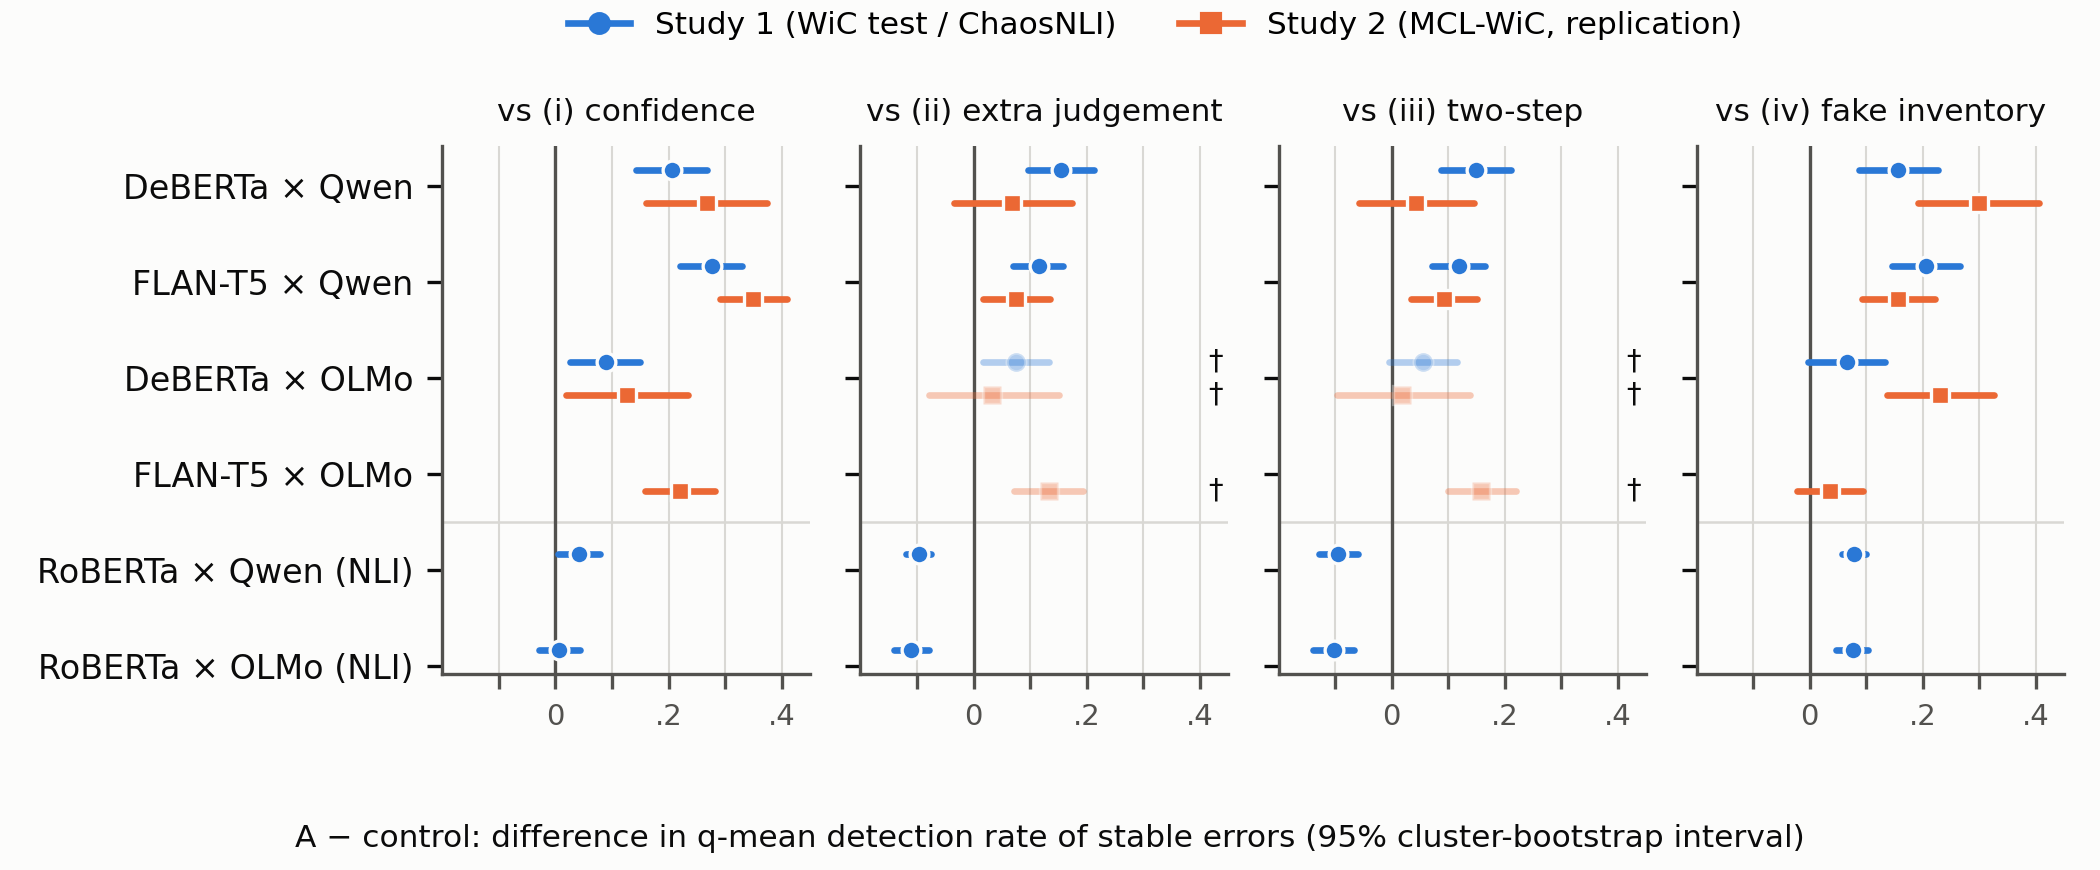 Study 1 (WiC test / ChaosNLI) Study 2 (MCL-WiC, replication)
vs (i) confidence vs (ii) extra judgement vs (iii) two-step vs (iv) fake inventory
DeBERTa × Qwen
FLAN-T5 × Qwen
DeBERTa × OLMo † †
† †
FLAN-T5 × OLMo † †
RoBERTa × Qwen (NLI)
RoBERTa × OLMo (NLI)
0 .2 .4 0 .2 .4 0 .2 .4 0 .2 .4
A − control: difference in q-mean detection rate of stable errors (95% cluster-bootstrap interval)